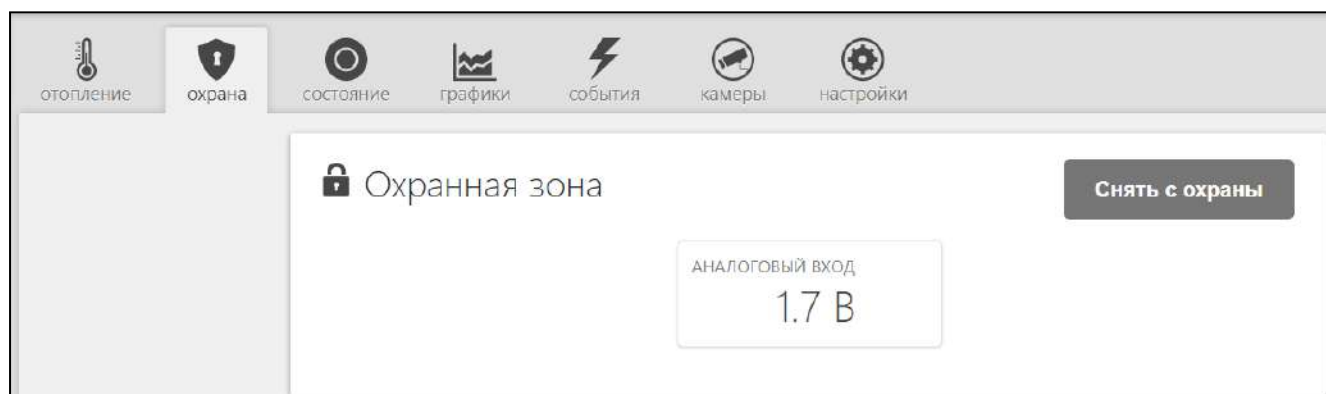 отопление охрана состояние графики события камеры настройки
Охранная зона Снять с охраны
АНАЛОГОВЫЙ ВХОД
1.7 В